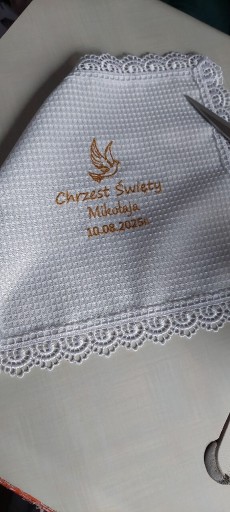 Chrzest Święty
Mikołaja
10.08.2025r.